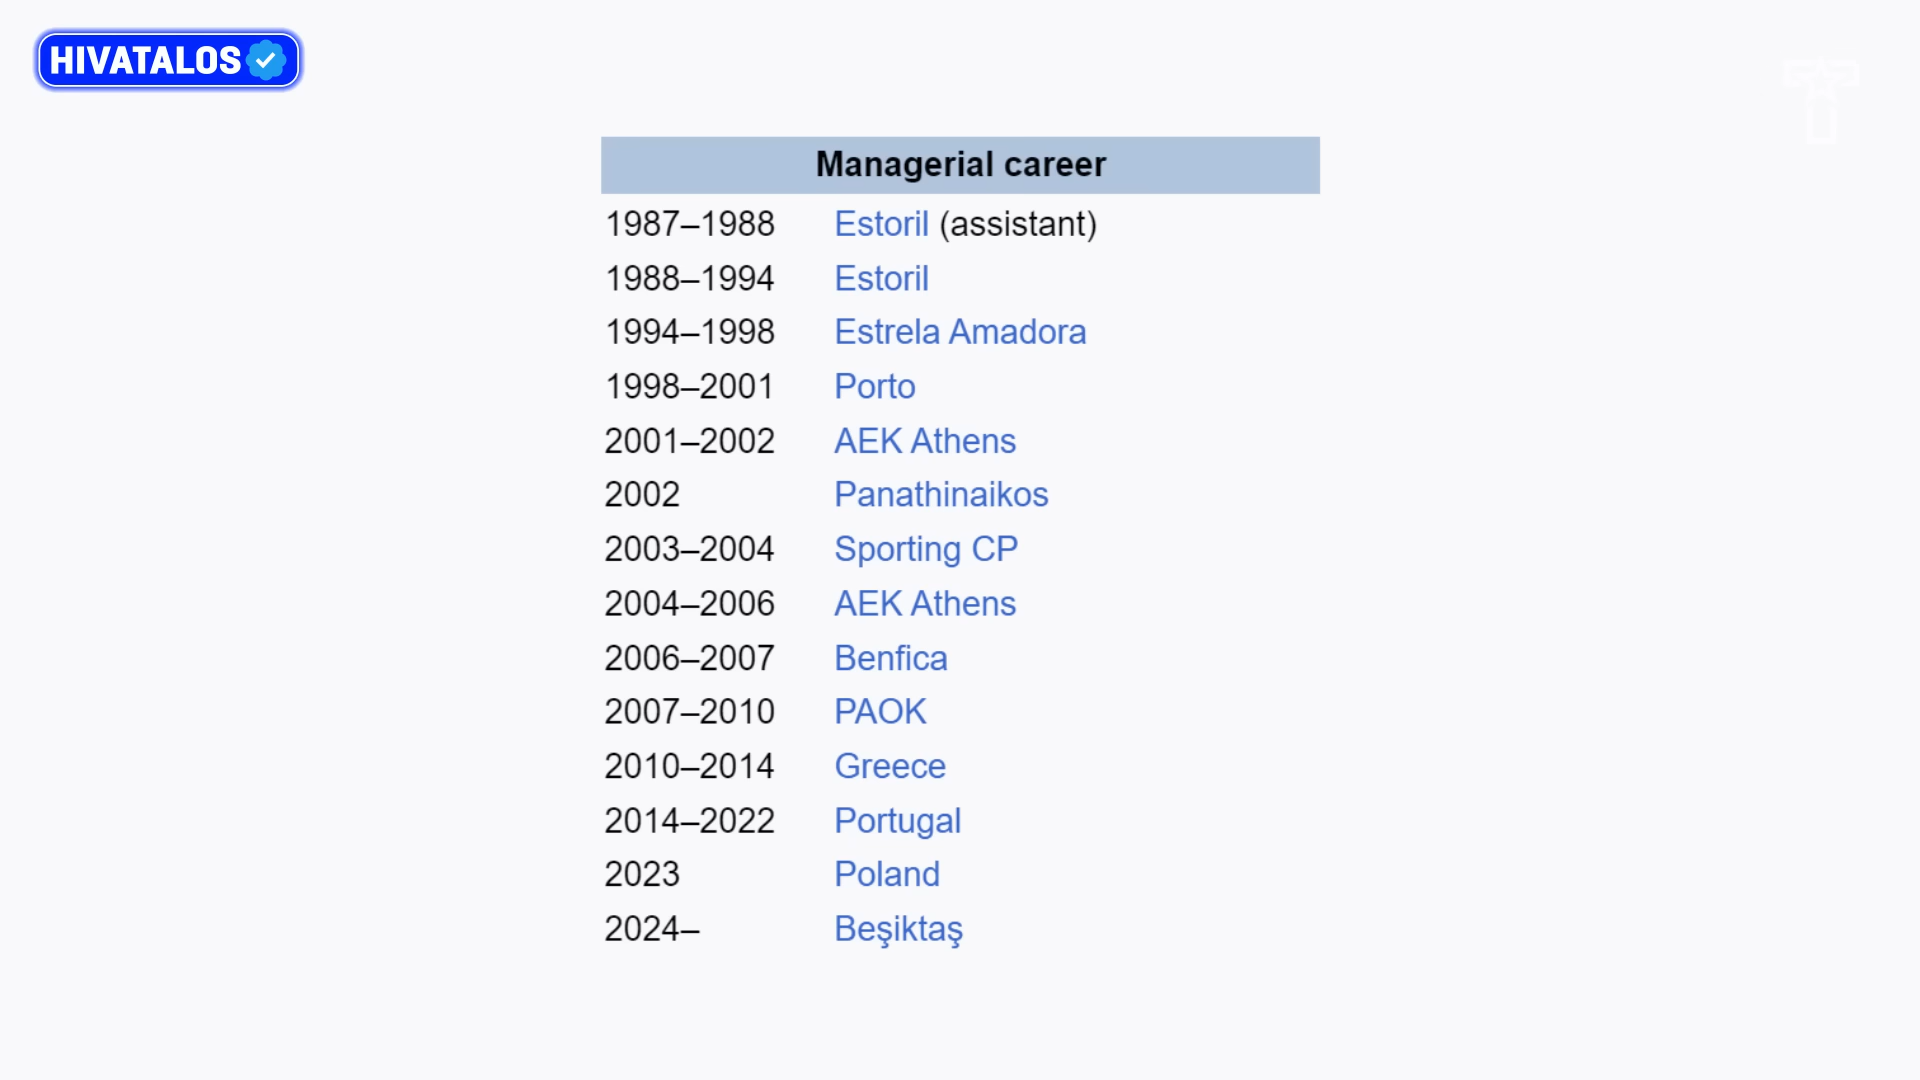 HIVATALOS
Managerial career
1987–1988 Estoril (assistant)
1988–1994 Estoril
1994–1998 Estrela Amadora
1998–2001 Porto
2001–2002 AEK Athens
2002 Panathinaikos
2003–2004 Sporting CP
2004–2006 AEK Athens
2006–2007 Benfica
2007–2010 PAOK
2010–2014 Greece
2014–2022 Portugal
2023 Poland
2024– Beşiktaş